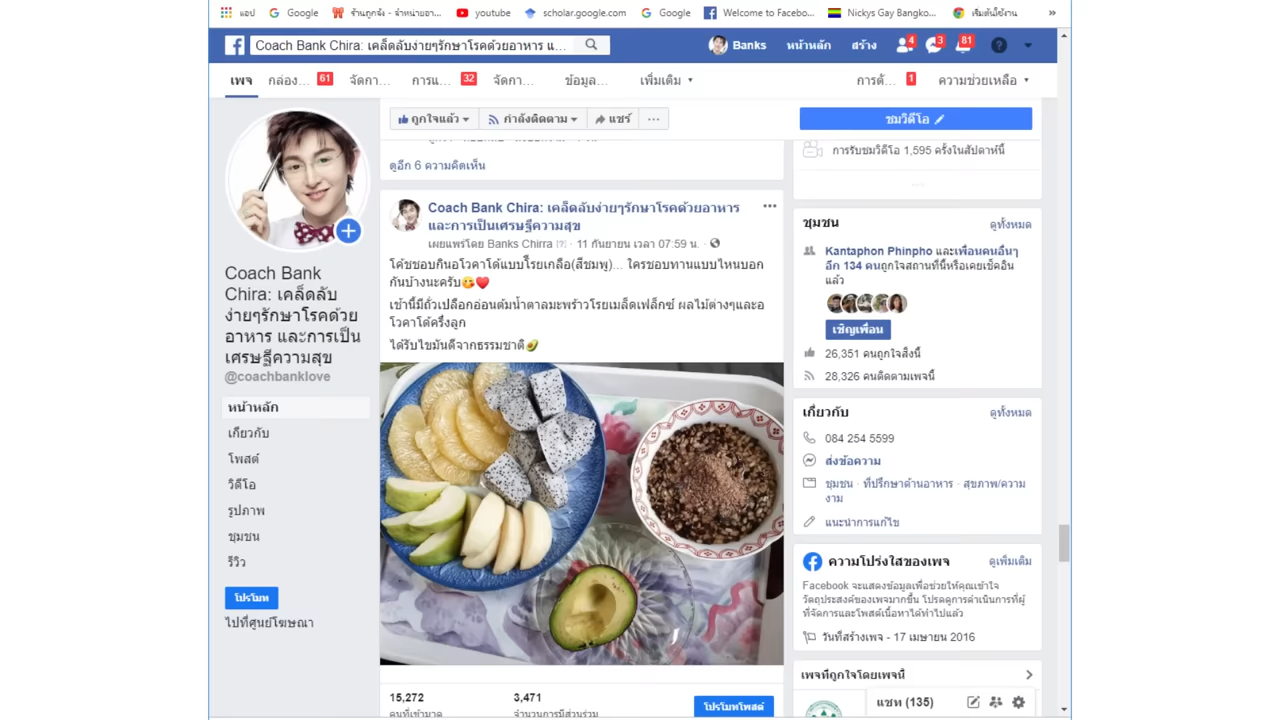 แอป
Google
ร้านถูกจัง - จำหน่ายอา...
youtube
scholar.google.com
Google
Welcome to Facebo...
Nickys Gay Bangko...
เริ่มต้นใช้งาน
»
Coach Bank Chira: เคล็ดลับง่ายๆรักษาโรคด้วยอาหาร แ...
Banks
หน้าหลัก
สร้าง
4
3
81
เพจ
กล่อง... 61
จัดกา...
การแ... 32
จัดกา...
ข้อมูล...
เพิ่มเติม
การตั้... 1
ความช่วยเหลือ
Coach Bank
Chira: เคล็ดลับ
ง่ายๆรักษาโรคด้วย
อาหาร และการเป็น
เศรษฐีความสุข
@coachbanklove
หน้าหลัก
เกี่ยวกับ
โพสต์
วิดีโอ
รูปภาพ
ชุมชน
รีวิว
โปรโมท
ไปที่ศูนย์โฆษณา
ถูกใจแล้ว
กำลังติดตาม
แชร์
...
ชมวิดีโอ
ดูอีก 6 ความคิดเห็น
Coach Bank Chira: เคล็ดลับง่ายๆรักษาโรคด้วยอาหาร
และการเป็นเศรษฐีความสุข
เผยแพร่โดย Banks Chirra [?] · 11 กันยายน เวลา 07:59 น. ·
โค้ชชอบกินอโวคาโด้แบบโรยเกลือ(สีชมพู)... ใครชอบทานแบบไหนบอก
กันบ้างนะครับ😘❤️
เช้านี้มีถั่วเปลือกอ่อนต้มน้ำตาลมะพร้าวโรยเมล็ดเฟล็กซ์ ผลไม้ต่างๆและอ
โวคาโด้ครึ่งลูก
ได้รับไขมันดีจากธรรมชาติ🥑
15,272
คนที่เข้ามาดู
3,471
จำนวนการมีส่วนร่วม
โปรโมทโพสต์
การรับชมวิดีโอ 1,595 ครั้งในสัปดาห์นี้
ชุมชน
ดูทั้งหมด
Kantaphon Phinpho และเพื่อนคนอื่นๆ
อีก 134 คนถูกใจสถานที่นี้หรือเคยเช็คอิน
แล้ว
เชิญเพื่อน
26,351 คนถูกใจสิ่งนี้
28,326 คนติดตามเพจนี้
เกี่ยวกับ
ดูทั้งหมด
084 254 5599
ส่งข้อความ
ชุมชน · ที่ปรึกษาด้านอาหาร · สุขภาพ/ความ
งาม
แนะนำการแก้ไข
ความโปร่งใสของเพจ
ดูเพิ่มเติม
Facebook จะแสดงข้อมูลเพื่อช่วยให้คุณเข้าใจ
วัตถุประสงค์ของเพจมากขึ้น โปรดดูการดำเนินการที่ผู้
ที่จัดการและโพสต์เนื้อหาได้ทำไปแล้ว
วันที่สร้างเพจ - 17 เมษายน 2016
เพจที่ถูกใจโดยเพจนี้
แชท (135)